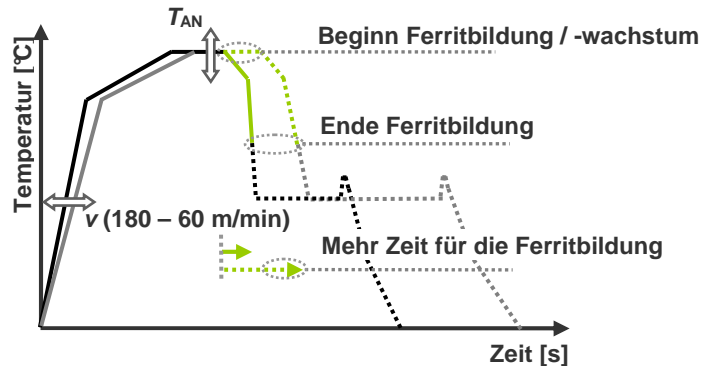 T_AN
Beginn Ferritbildung / -wachstum
Temperatur [℃]
Ende Ferritbildung
v (180 – 60 m/min)
Mehr Zeit für die Ferritbildung
Zeit [s]